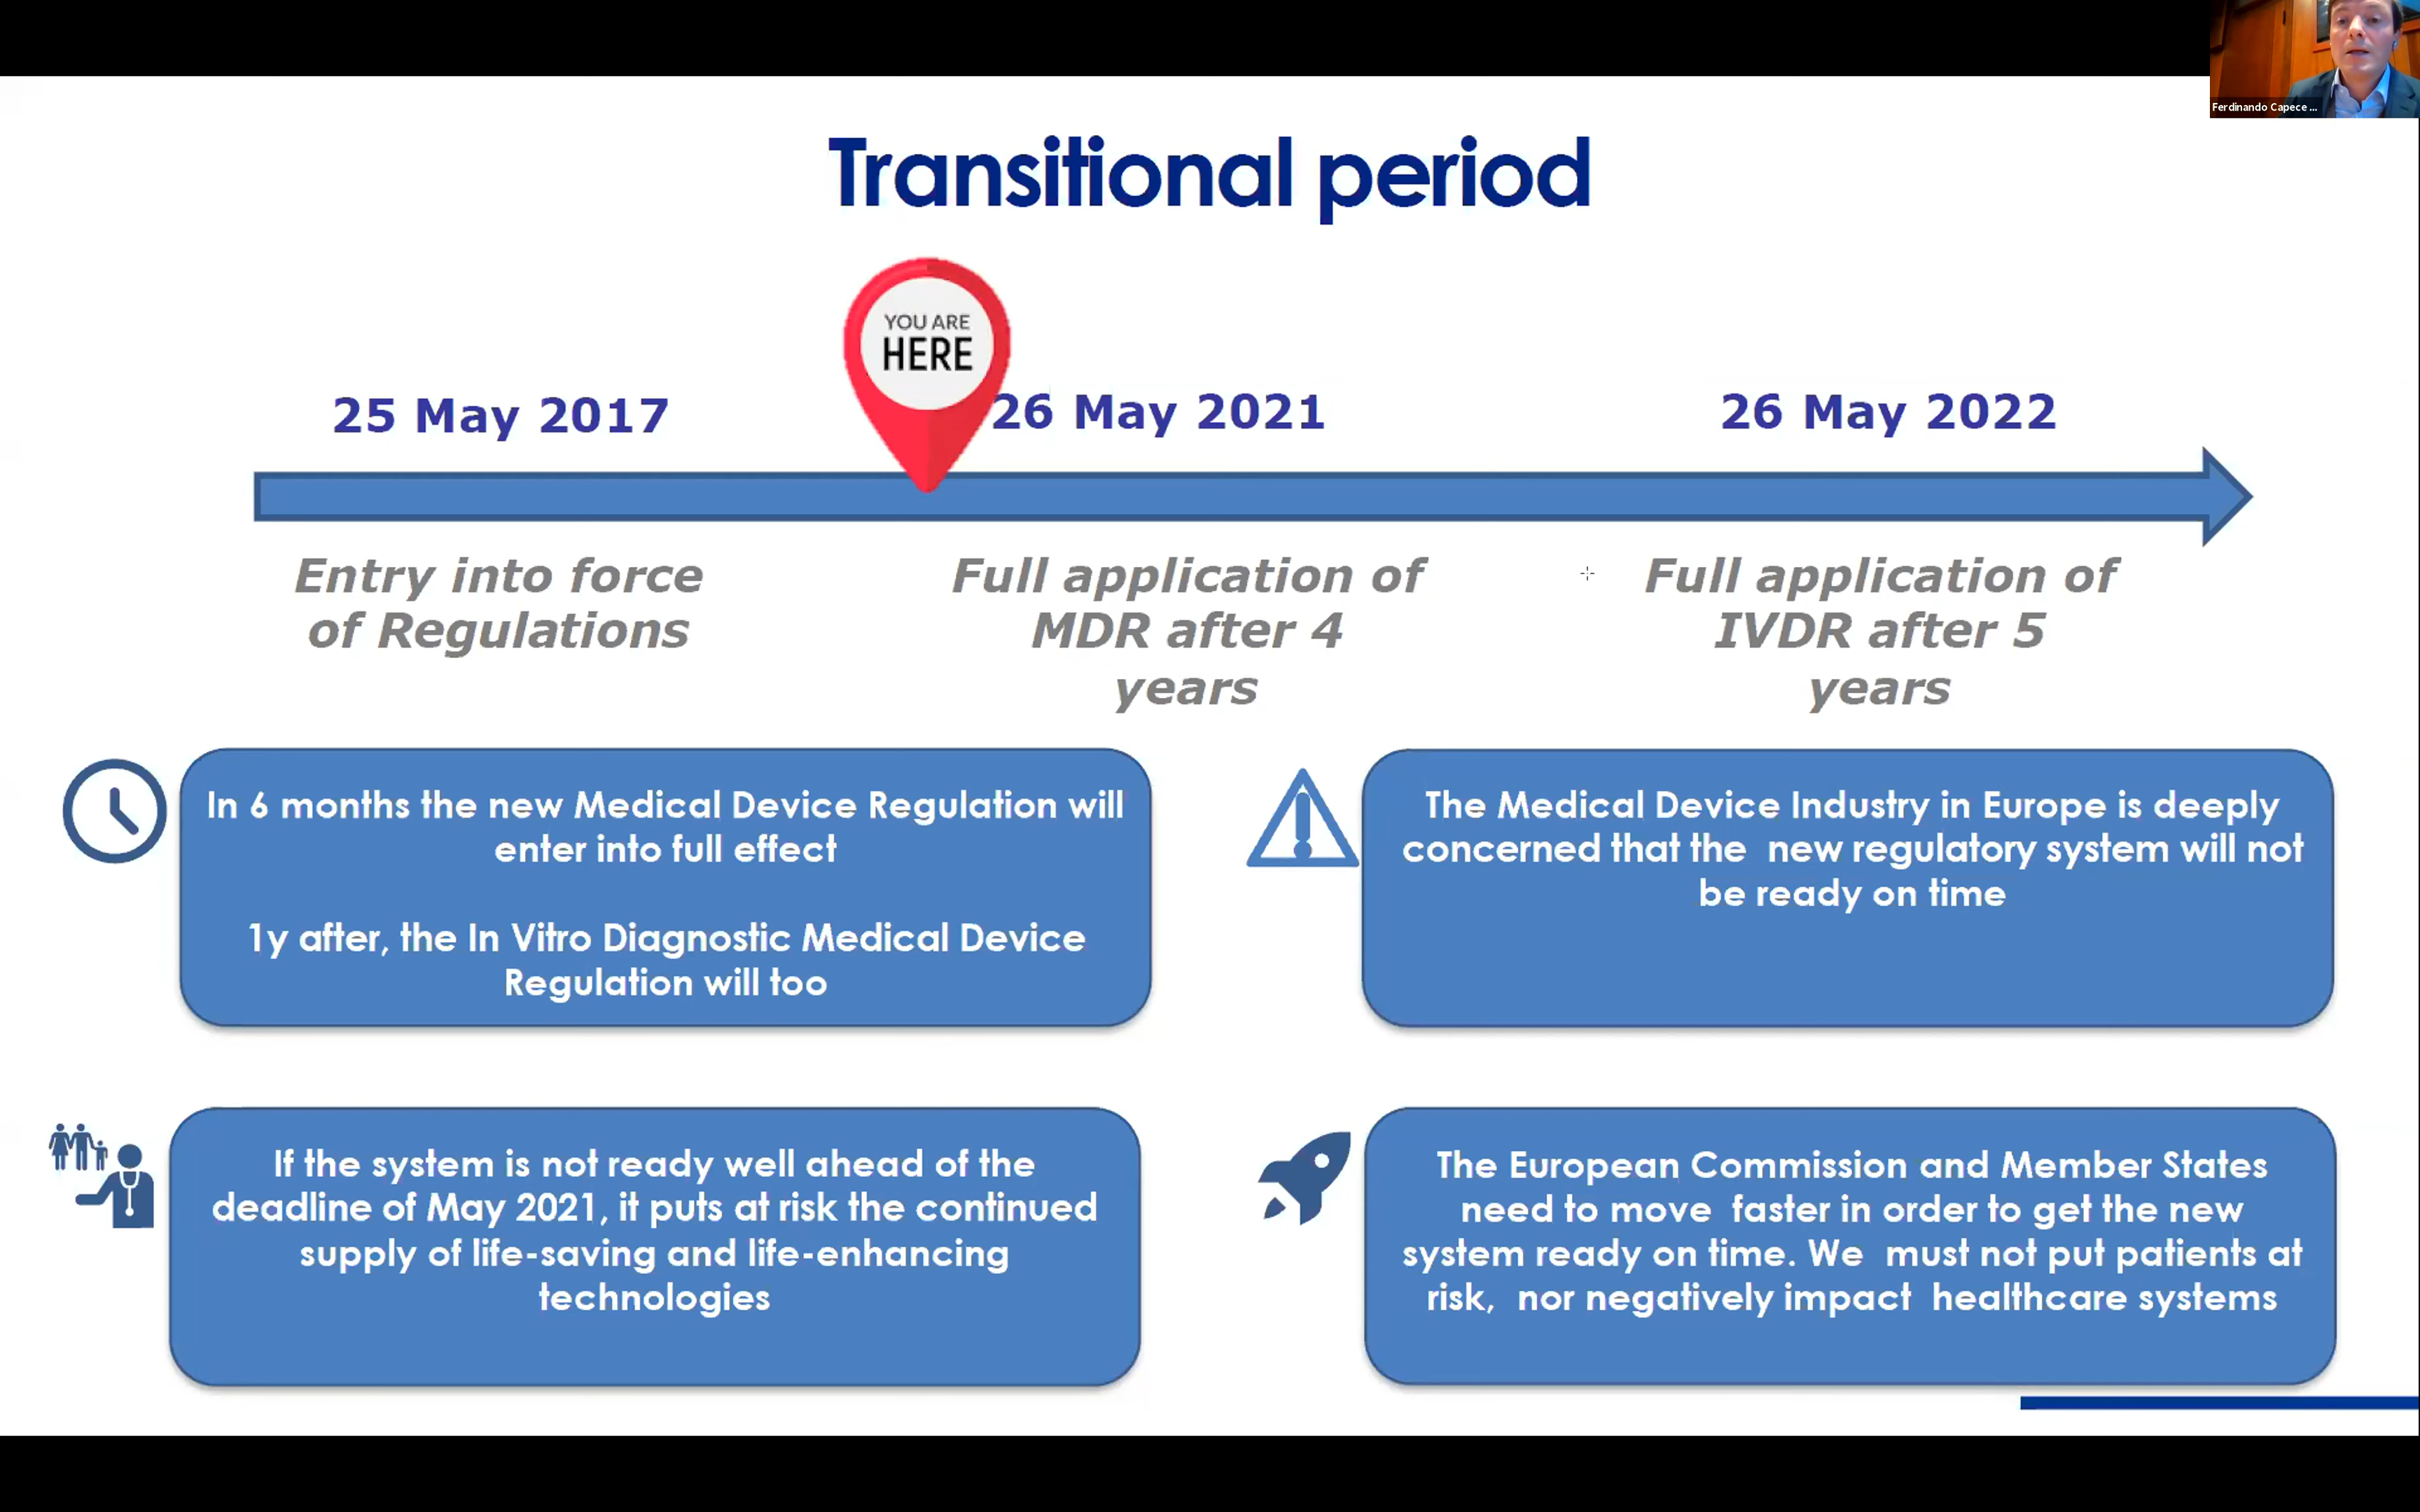 Ferdinando Capece ...
Transitional period
YOU ARE
HERE
25 May 2017
26 May 2021
26 May 2022
Entry into force
of Regulations
Full application of
MDR after 4
years
Full application of
IVDR after 5
years
In 6 months the new Medical Device Regulation will
enter into full effect
1y after, the In Vitro Diagnostic Medical Device
Regulation will too
The Medical Device Industry in Europe is deeply
concerned that the new regulatory system will not
be ready on time
If the system is not ready well ahead of the
deadline of May 2021, it puts at risk the continued
supply of life-saving and life-enhancing
technologies
The European Commission and Member States
need to move faster in order to get the new
system ready on time. We must not put patients at
risk, nor negatively impact healthcare systems